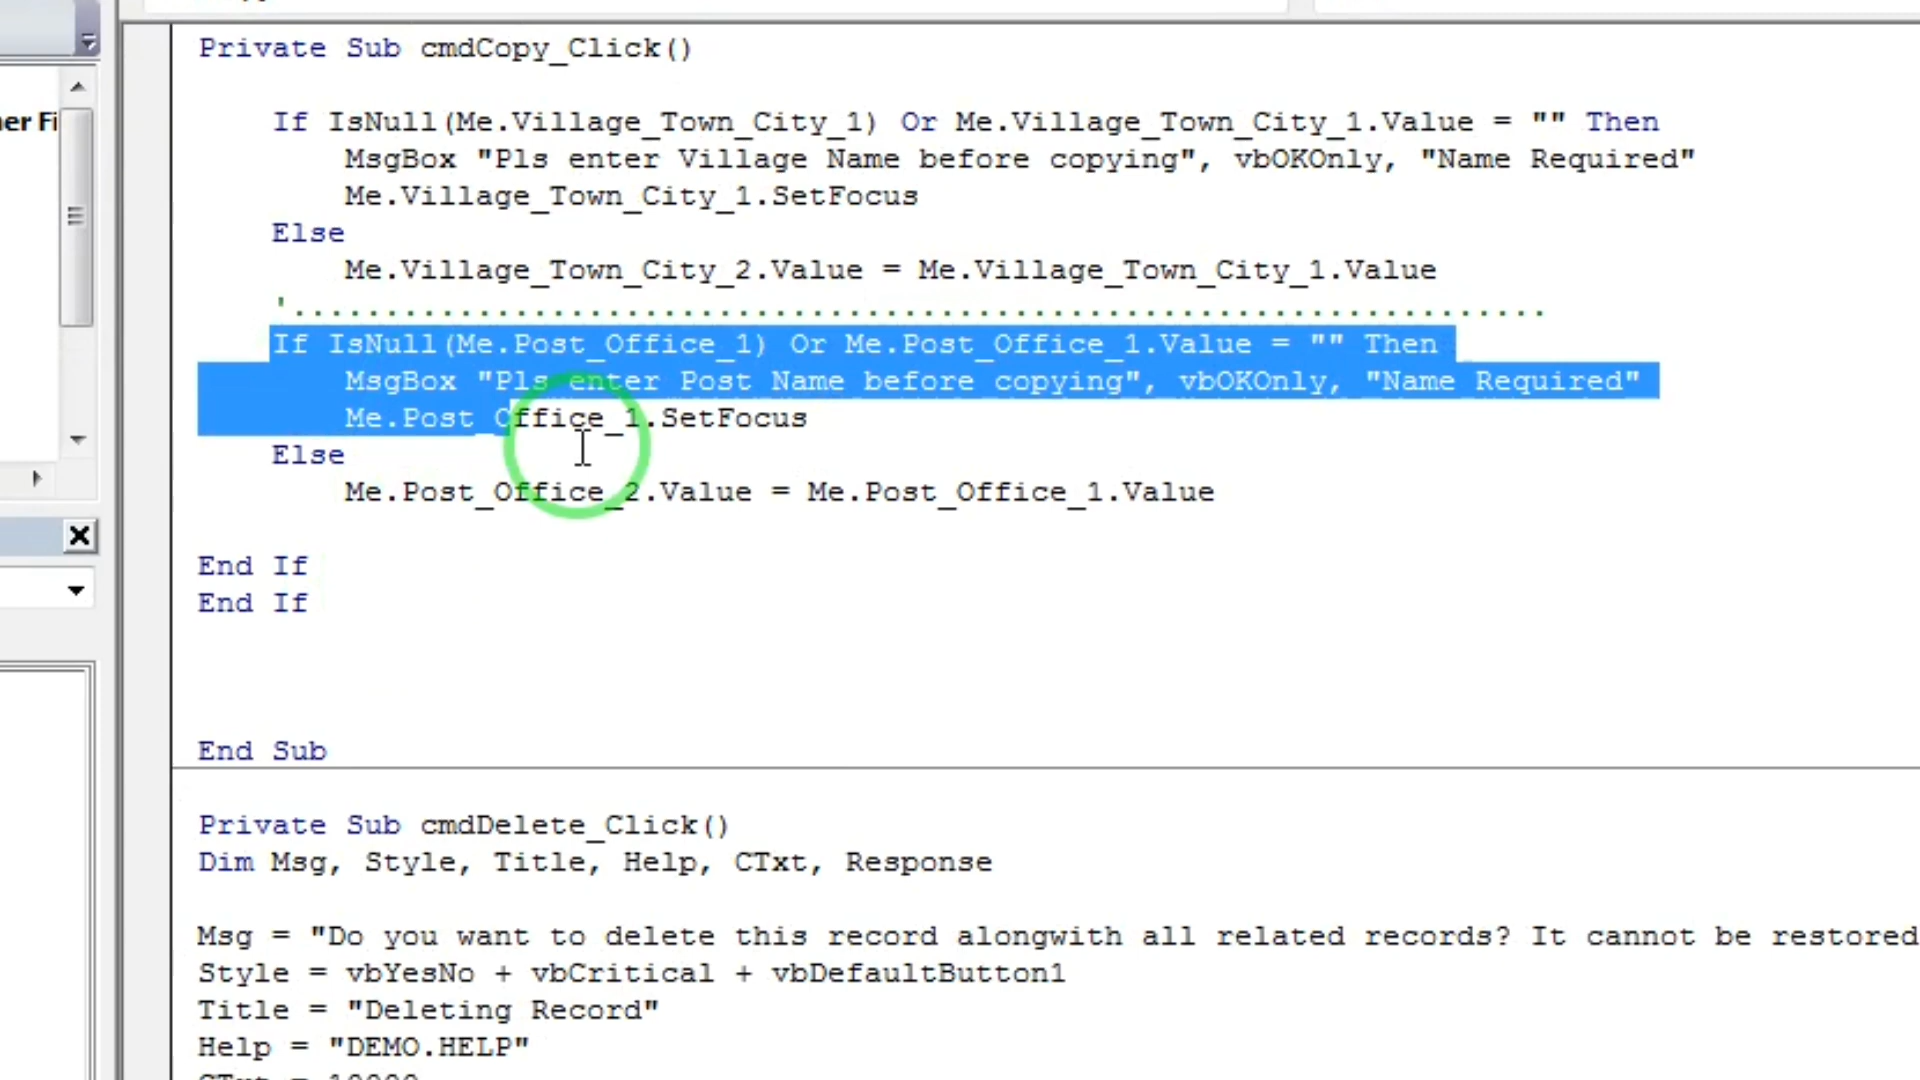 er Fi
Private Sub cmdCopy_Click()
If IsNull(Me.Village_Town_City_1) Or Me.Village_Town_City_1.Value = "" Then
MsgBox "Pls enter Village Name before copying", vbOKOnly, "Name Required"
Me.Village_Town_City_1.SetFocus
Else
Me.Village_Town_City_2.Value = Me.Village_Town_City_1.Value
'....................................................................
If IsNull(Me.Post_Office_1) Or Me.Post_Office_1.Value = "" Then
MsgBox "Pls enter Post Name before copying", vbOKOnly, "Name Required"
Me.Post_Office_1.SetFocus
Else
Me.Post_Office_2.Value = Me.Post_Office_1.Value
End If
End If
End Sub
Private Sub cmdDelete_Click()
Dim Msg, Style, Title, Help, CTxt, Response
Msg = "Do you want to delete this record alongwith all related records? It cannot be restored
Style = vbYesNo + vbCritical + vbDefaultButton1
Title = "Deleting Record"
Help = "DEMO.HELP"